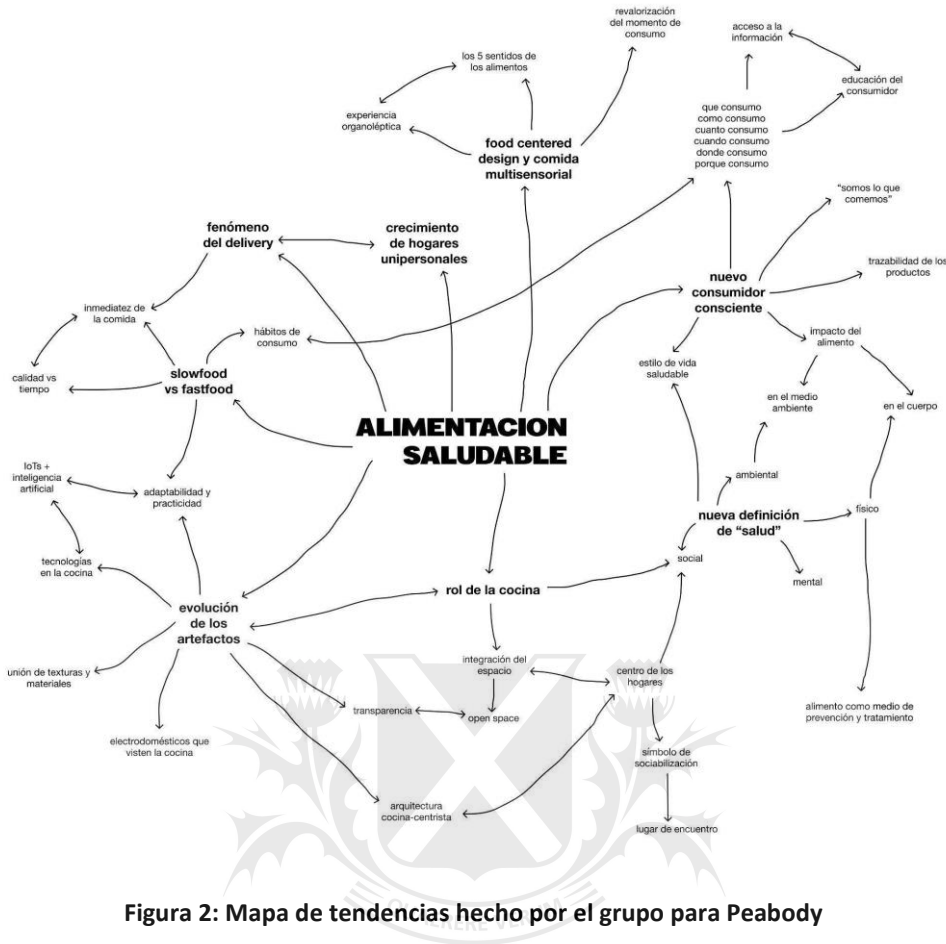 revalorización
del momento de
consumo
acceso a la
información
los 5 sentidos de
los alimentos
educación del
consumidor
experiencia
organoléptica
food centered
design y comida
multisensorial
que consumo
como consumo
cuanto consumo
cuando consumo
donde consumo
porque consumo
"somos lo que
comemos"
fenómeno
del delivery
crecimiento
de hogares
unipersonales
trazabilidad de los
productos
nuevo
consumidor
consciente
inmediatez de
la comida
hábitos de
consumo
impacto del
alimento
calidad vs
tiempo
slowfood
vs fastfood
estilo de vida
saludable
en el medio
ambiente
en el cuerpo
ALIMENTACION
SALUDABLE
IoTs +
inteligencia
artificial
adaptabilidad y
practicidad
ambiental
nueva definición
de "salud"
físico
tecnologías
en la cocina
social
mental
evolución
de los
artefactos
rol de la cocina
unión de texturas y
materiales
integración del
espacio
centro de los
hogares
transparencia
open space
alimento como medio de
prevención y tratamiento
electrodomésticos que
visten la cocina
símbolo de
sociabilización
arquitectura
cocina-centrista
lugar de encuentro
Figura 2: Mapa de tendencias hecho por el grupo para Peabody